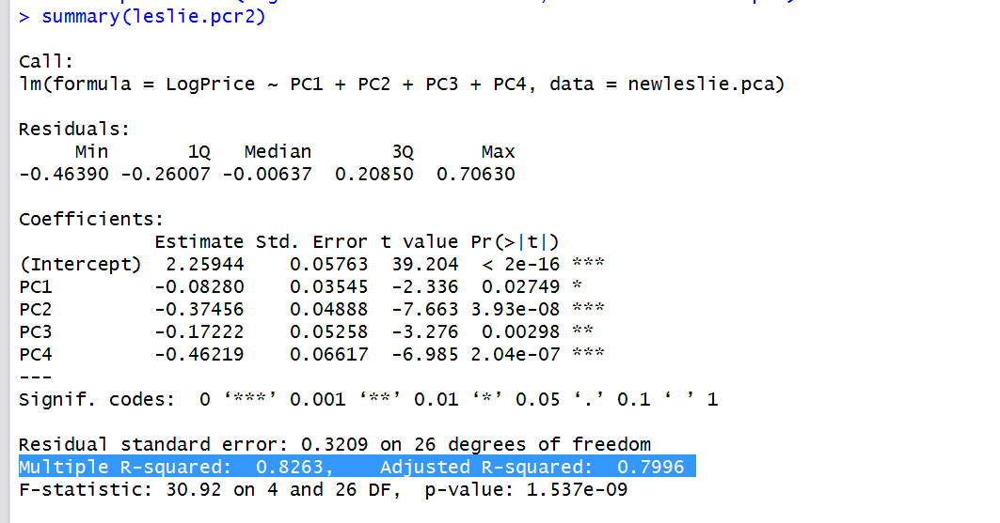 > summary(leslie.pcr2)
Call:
lm(formula = LogPrice ~ PC1 + PC2 + PC3 + PC4, data = newleslie.pca)
Residuals:
     Min       1Q   Median       3Q      Max
-0.46390 -0.26007 -0.00637  0.20850  0.70630
Coefficients:
            Estimate Std. Error t value Pr(>|t|)
(Intercept)  2.25944    0.05763  39.204  < 2e-16 ***
PC1         -0.08280    0.03545  -2.336  0.02749 *
PC2         -0.37456    0.04888  -7.663 3.93e-08 ***
PC3         -0.17222    0.05258  -3.276  0.00298 **
PC4         -0.46219    0.06617  -6.985 2.04e-07 ***
---
Signif. codes:  0 ‘***’ 0.001 ‘**’ 0.01 ‘*’ 0.05 ‘.’ 0.1 ‘ ’ 1
Residual standard error: 0.3209 on 26 degrees of freedom
Multiple R-squared:  0.8263,    Adjusted R-squared:  0.7996
F-statistic: 30.92 on 4 and 26 DF,  p-value: 1.537e-09